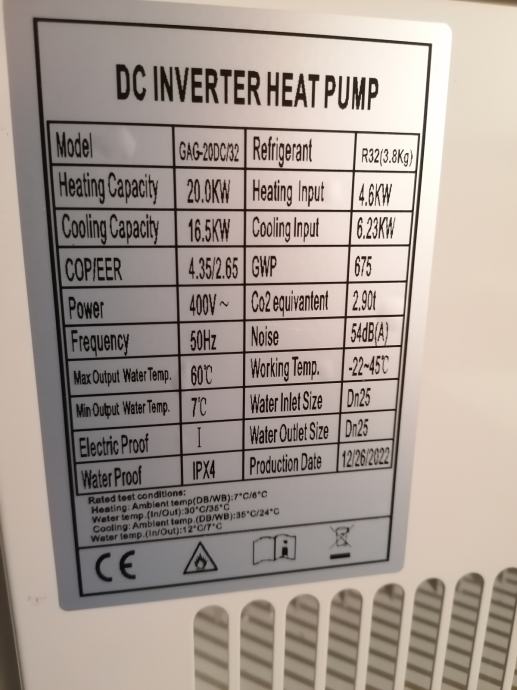 DC INVERTER HEAT PUMP
Model GAG-20DC/32 Refrigerant R32(3.8Kg)
Heating Capacity 20.0KW Heating Input 4.6KW
Cooling Capacity 16.5KW Cooling Input 6.23KW
COP/EER 4.35/2.65 GWP 675
Power 400V~ Co2 equivantent 2.90t
Frequency 50Hz Noise 54dB(A)
Max Output Water Temp. 60℃ Working Temp. -22~45℃
Min Output Water Temp. 7℃ Water Inlet Size Dn25
Electric Proof I Water Outlet Size Dn25
Water Proof IPX4 Production Date 12/26/2022
Rated test conditions:
Heating: Ambient temp(DB/WB):7°C/6°C
Water temp.(In/Out):30°C/35°C
Cooling: Ambient temp.(DB/WB):35°C/24°C
Water temp.(In/Out):12°C/7°C
CE